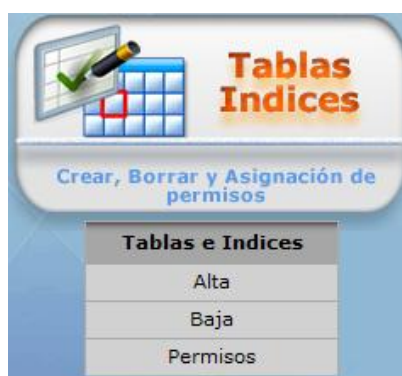 Tablas
Indices
Crear, Borrar y Asignación de
permisos
Tablas e Indices
Alta
Baja
Permisos